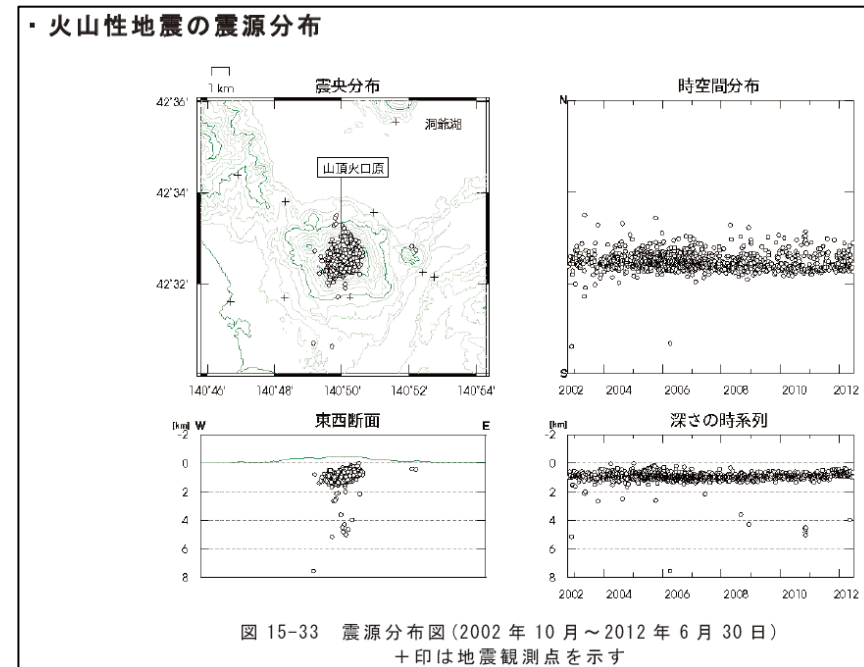 ・火山性地震の震源分布
1 km
震央分布
42°36'
42°34'
42°32'
洞爺湖
山頂火口原
140°46' 140°48' 140°50' 140°52' 140°54'
時空間分布
N
S
2002 2004 2006 2008 2010 2012
東西断面
[km] W E
-2
0
2
4
6
8
深さの時系列
[km]
-2
0
2
4
6
8
2002 2004 2006 2008 2010 2012
図 15-33 震源分布図(2002 年 10 月～2012 年 6 月 30 日)
＋印は地震観測点を示す